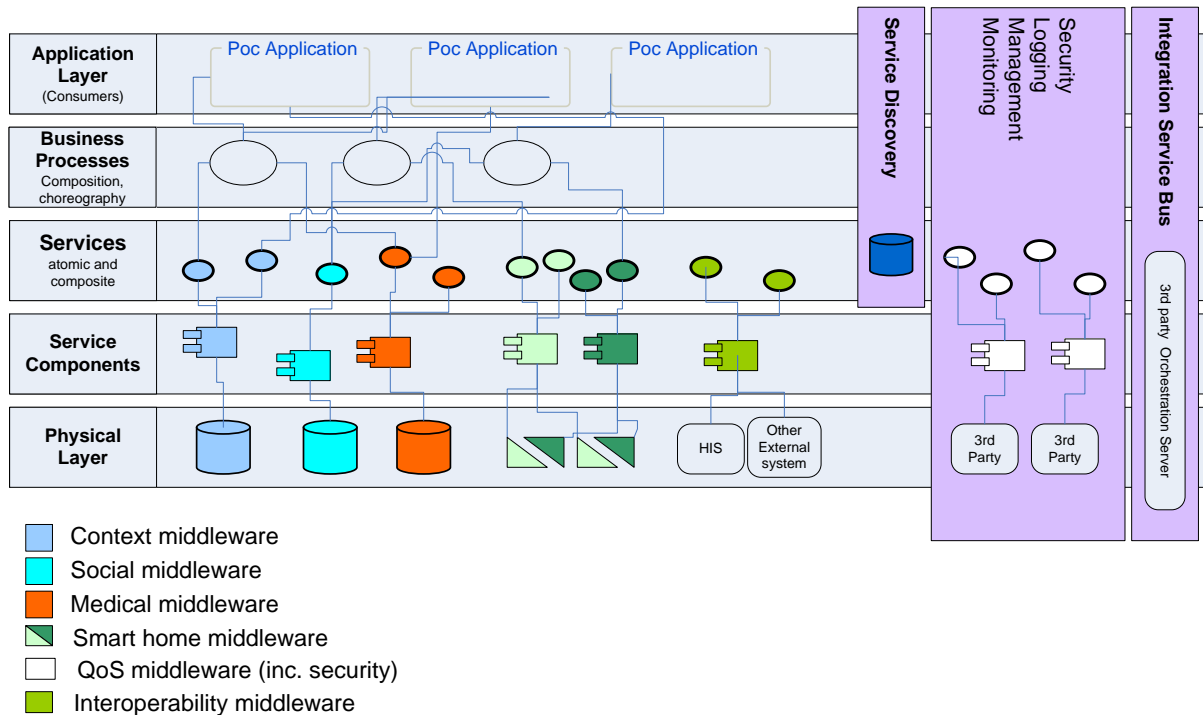 Application
Layer
(Consumers)
Poc Application
Poc Application
Poc Application
Business
Processes
Composition,
choreography
Services
atomic and
composite
Service
Components
Physical
Layer
HIS
Other
External
system
Service Discovery
Security
Logging
Management
Monitoring
3rd
Party
3rd
Party
Integration Service Bus
3rd party Orchestration Server
Context middleware
Social middleware
Medical middleware
Smart home middleware
QoS middleware (inc. security)
Interoperability middleware